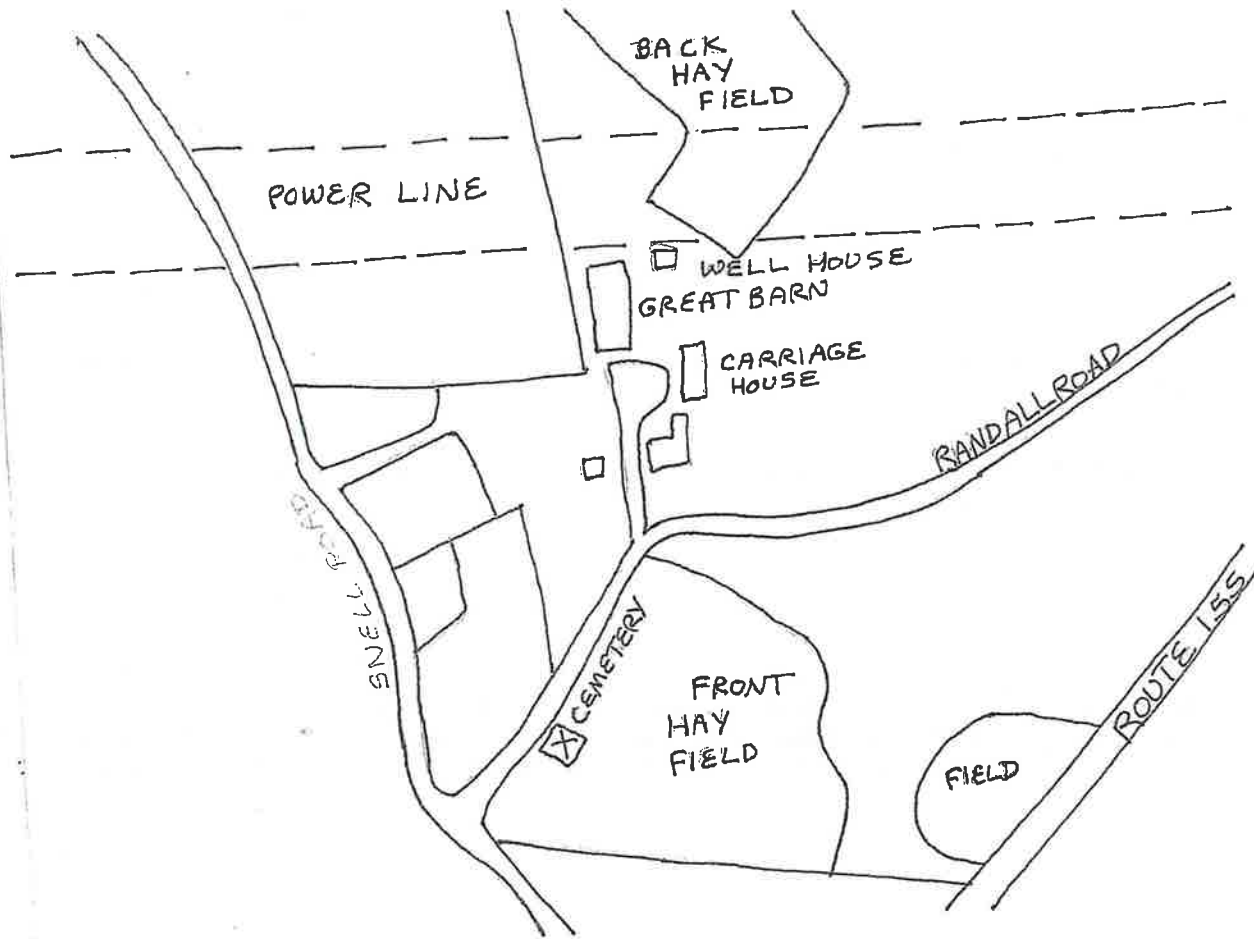 BACK
HAY
FIELD
POWER LINE
WELL HOUSE
GREAT BARN
CARRIAGE
HOUSE
RANDALL ROAD
SNELL ROAD
CEMETERY
X
FRONT
HAY
FIELD
FIELD
ROUTE 155